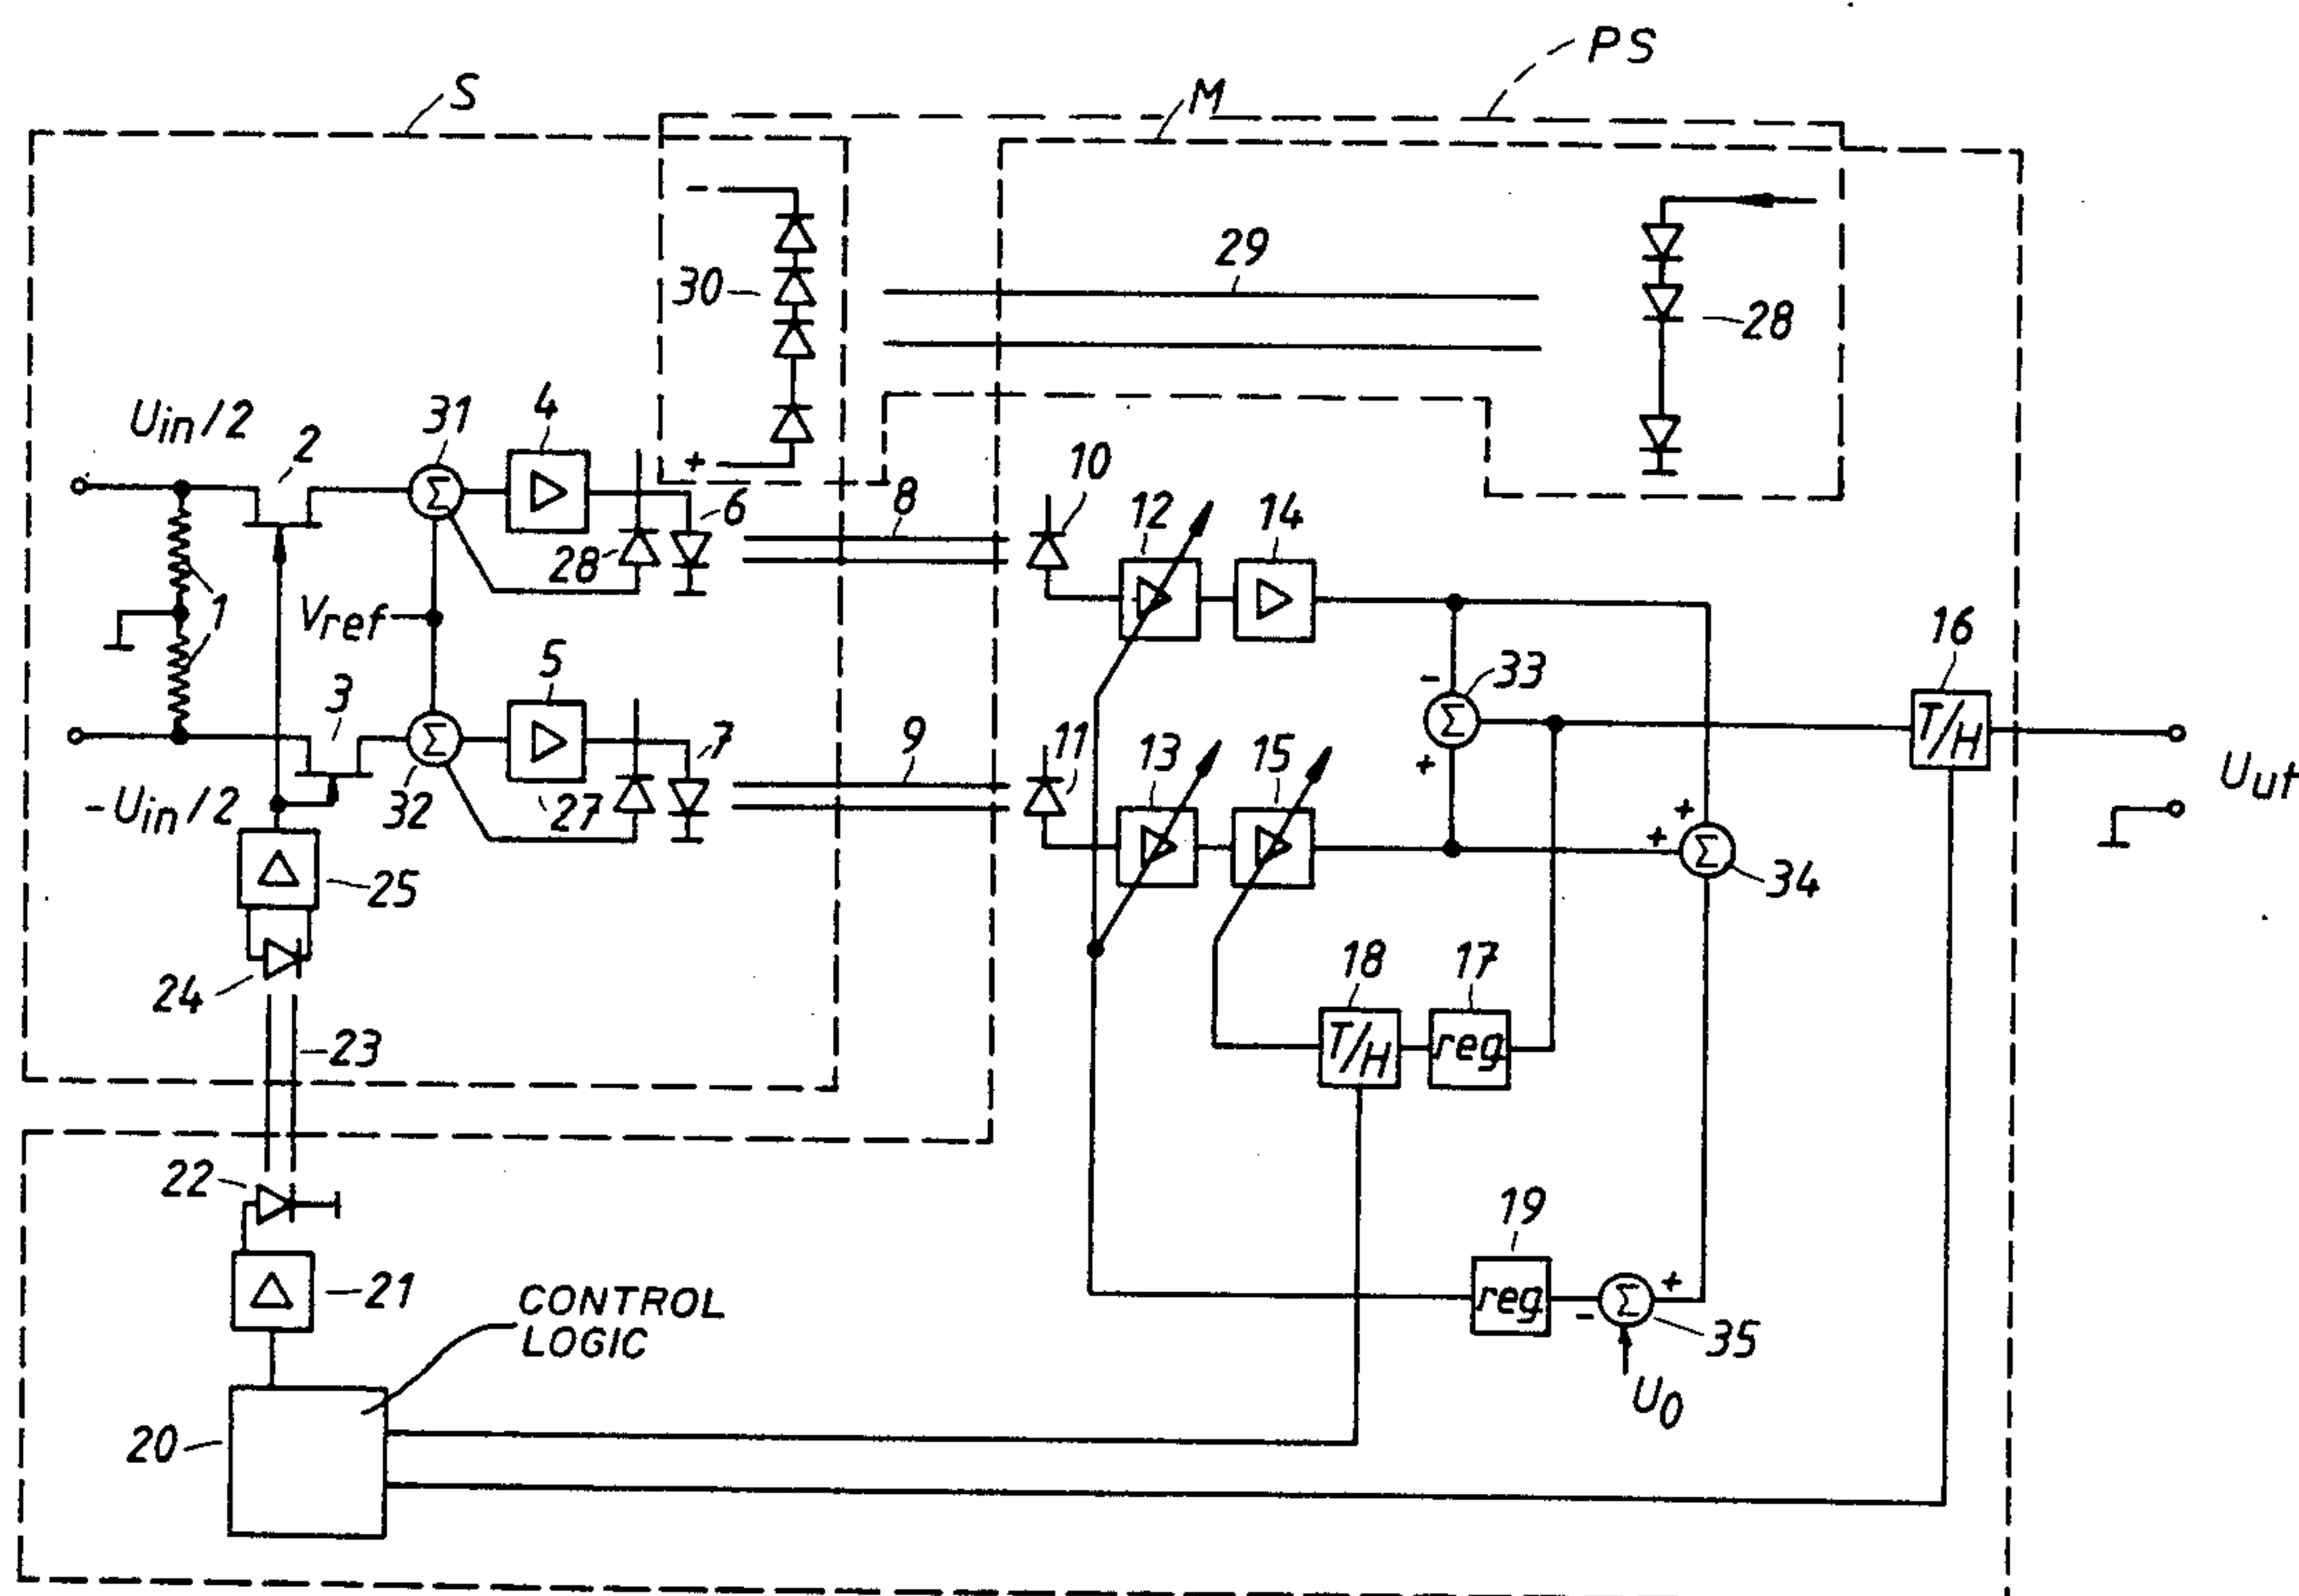 PS
S
M
29
30
28
-
+
Uin/2
2
31
4
6
8
10
12
14
28
1
Vref
16
33
-
+
5
3
7
9
11
13
15
32
27
-Uin/2
Uut
25
+
+
34
24
18
17
23
22
19
21
+
-
35
U0
CONTROL
LOGIC
20
Σ
Σ
Σ
Σ
Σ
T/H
T/H
reg
reg